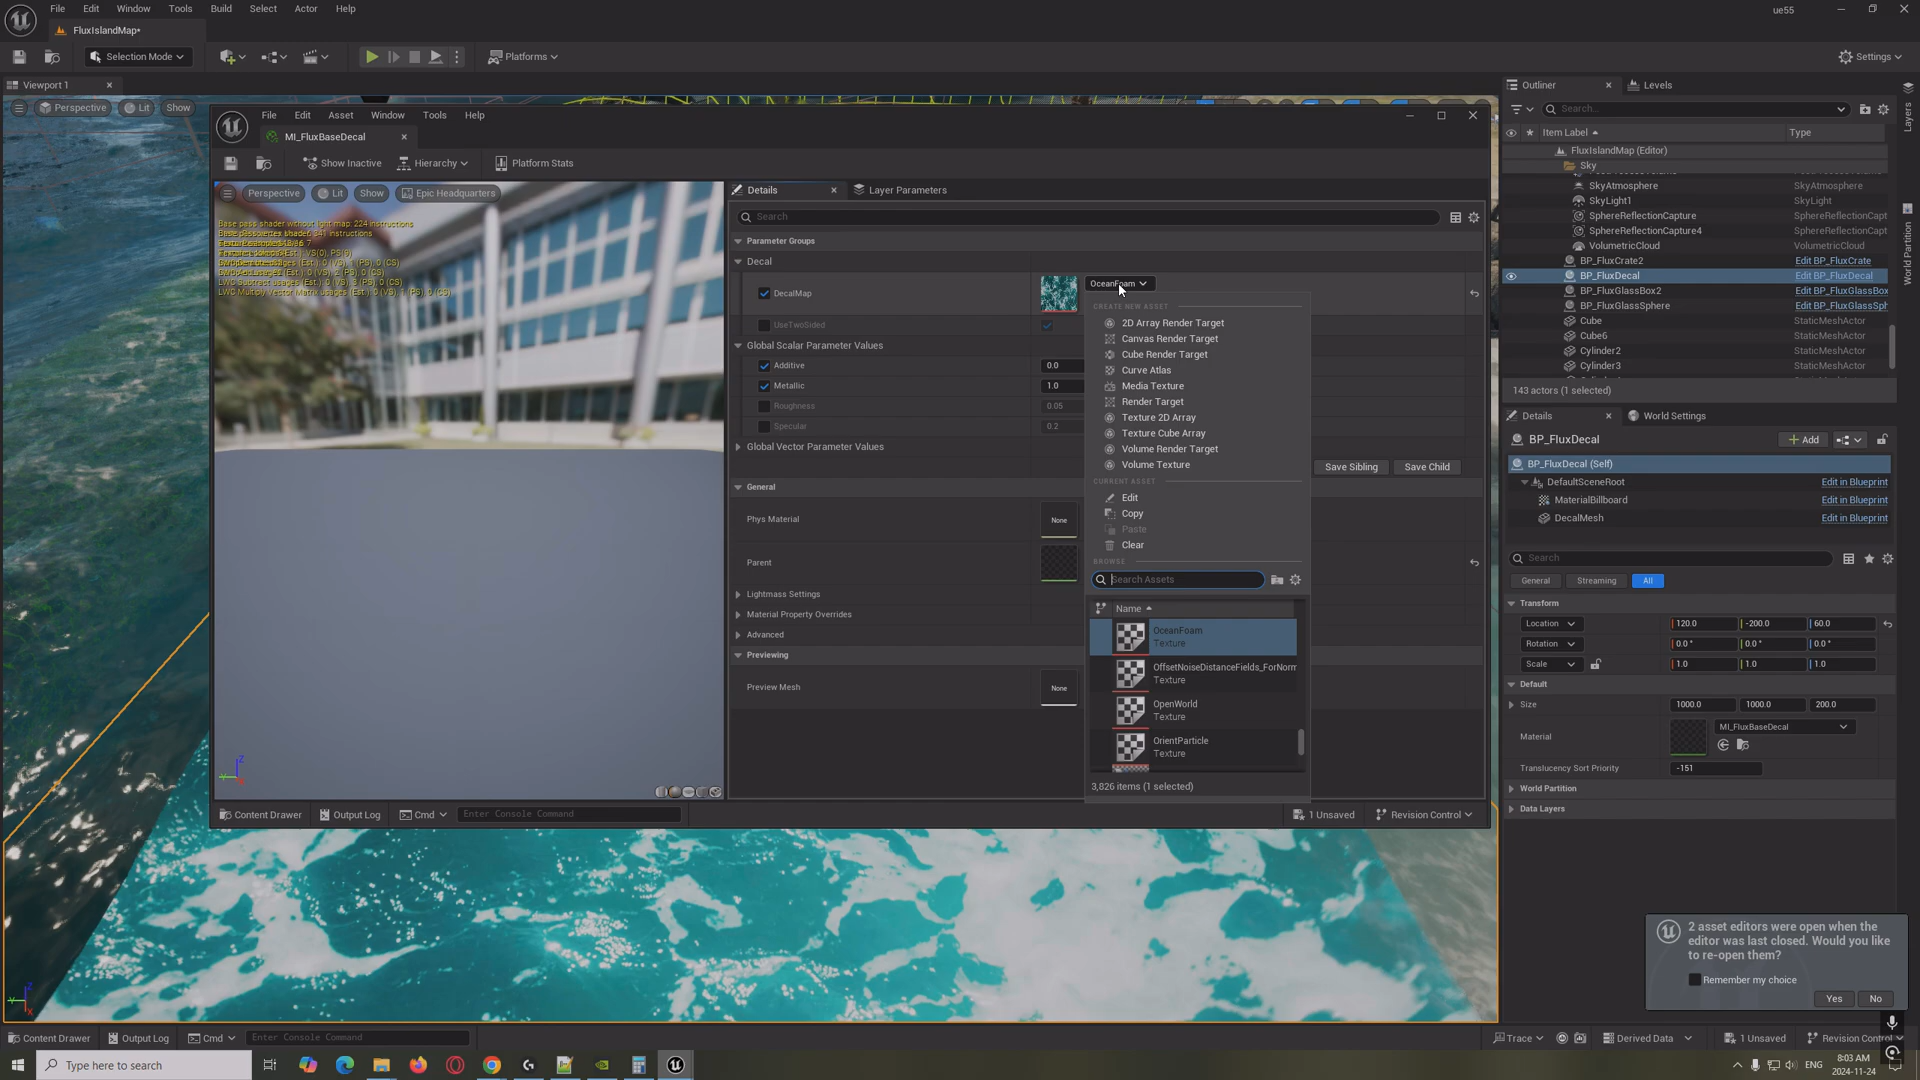 File Edit Window Tools Build Select Actor Help
ue55
FluxIslandMap*
Selection Mode
Platforms
Settings
Viewport 1
Perspective Lit Show
File Edit Asset Window Tools Help
MI_FluxBaseDecal
Show Inactive Hierarchy Platform Stats
Perspective Lit Show Epic Headquarters
Base pass shader without light map: 224 instructions
Details Layer Parameters
Search
Parameter Groups
Decal
DecalMap OceanFoam
UseTwoSided
Global Scalar Parameter Values
Additive 0.0
Metallic 1.0
Roughness 0.05
Specular 0.2
Global Vector Parameter Values
Save Sibling Save Child
General
Phys Material None
Parent
Lightmass Settings
Material Property Overrides
Advanced
Previewing
Preview Mesh None
CREATE NEW ASSET
2D Array Render Target
Canvas Render Target
Cube Render Target
Curve Atlas
Media Texture
Render Target
Texture 2D Array
Texture Cube Array
Volume Render Target
Volume Texture
CURRENT ASSET
Edit
Copy
Paste
Clear
BROWSE
Search Assets
Name
OceanFoam
Texture
OffsetNoiseDistanceFields_ForNorm
Texture
OpenWorld
Texture
OrientParticle
Texture
3,826 items (1 selected)
Content Drawer Output Log Cmd Enter Console Command 1 Unsaved Revision Control
Outliner Levels
Search...
Item Label Type
FluxIslandMap (Editor)
Sky
SkyAtmosphere SkyAtmosphere
SkyLight1 SkyLight
SphereReflectionCapture SphereReflectionCapt
SphereReflectionCapture4 SphereReflectionCapt
VolumetricCloud VolumetricCloud
BP_FluxCrate2 Edit BP_FluxCrate
BP_FluxDecal Edit BP_FluxDecal
BP_FluxGlassBox2 Edit BP_FluxGlassBox
BP_FluxGlassSphere Edit BP_FluxGlassSph
Cube StaticMeshActor
Cube6 StaticMeshActor
Cylinder2 StaticMeshActor
Cylinder3 StaticMeshActor
143 actors (1 selected)
Layers
World Partition
Details World Settings
BP_FluxDecal Add
BP_FluxDecal (Self)
DefaultSceneRoot Edit in Blueprint
MaterialBillboard Edit in Blueprint
DecalMesh Edit in Blueprint
Search
General Streaming All
Transform
Location 120.0 -200.0 60.0
Rotation 0.0 ° 0.0 ° 0.0 °
Scale 1.0 1.0 1.0
Default
Size 1000.0 1000.0 200.0
Material MI_FluxBaseDecal
Translucency Sort Priority -151
World Partition
Data Layers
2 asset editors were open when the
editor was last closed. Would you like
to re-open them?
Remember my choice
Yes No
Content Drawer Output Log Cmd Enter Console Command Trace Derived Data 1 Unsaved Revision Control
Type here to search
ENG
8:03 AM
2024-11-24